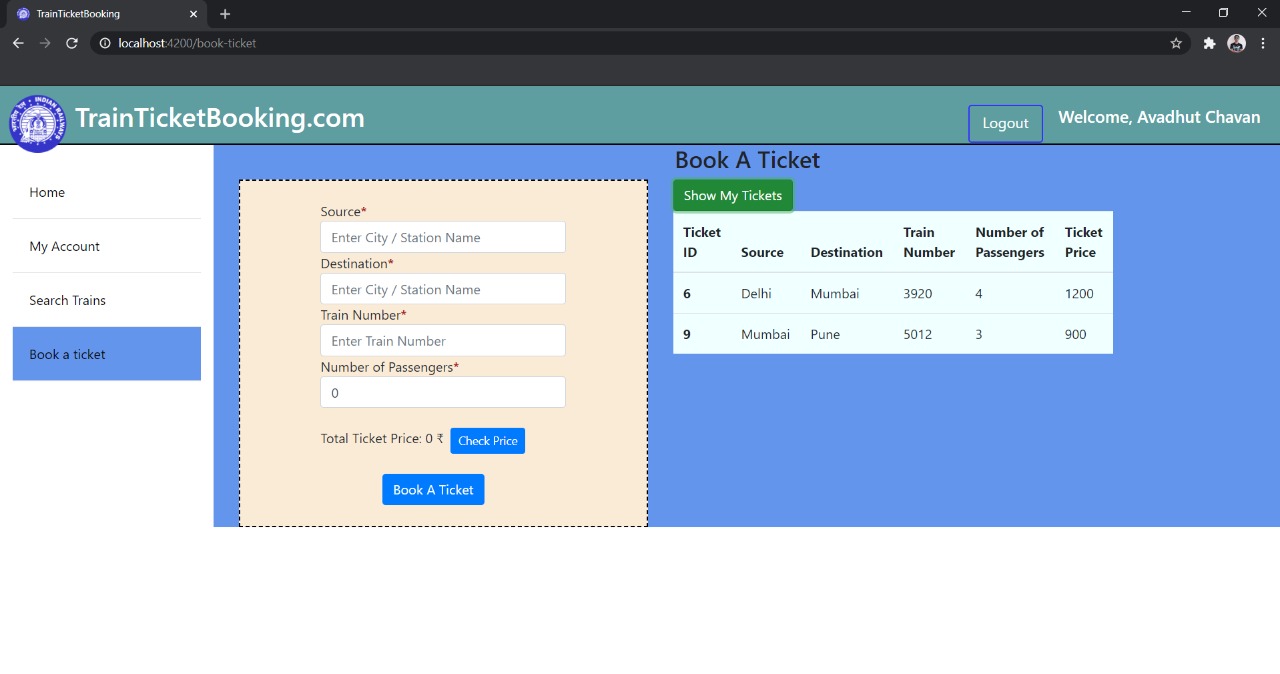 TrainTicketBooking
localhost:4200/book-ticket
TrainTicketBooking.com
Logout
Welcome, Avadhut Chavan
Home
My Account
Search Trains
Book a ticket
Source*
Enter City / Station Name
Destination*
Enter City / Station Name
Train Number*
Enter Train Number
Number of Passengers*
0
Total Ticket Price: 0 ₹ Check Price
Book A Ticket
Book A Ticket
Show My Tickets
Ticket ID Source Destination Train Number Number of Passengers Ticket Price
6 Delhi Mumbai 3920 4 1200
9 Mumbai Pune 5012 3 900